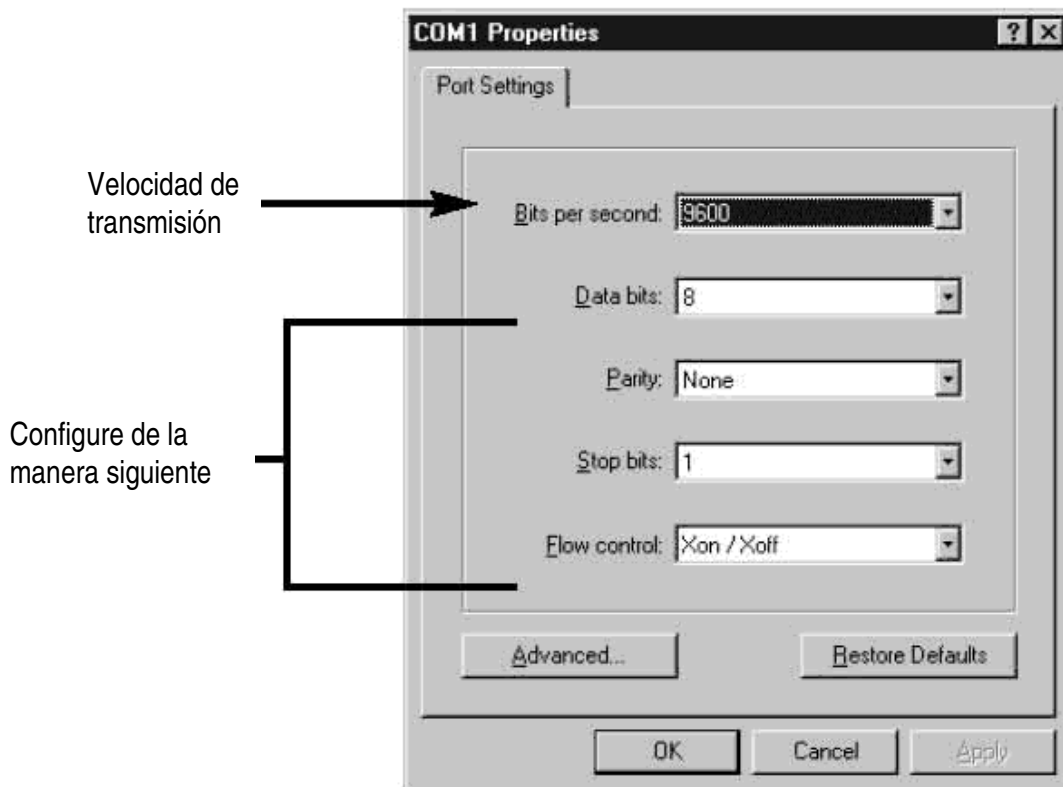 COM1 Properties
? X
Port Settings
Velocidad de
transmisión
Bits per second: 9600
Data bits: 8
Parity: None
Configure de la
manera siguiente
Stop bits: 1
Flow control: Xon / Xoff
Advanced...
Restore Defaults
OK
Cancel
Apply